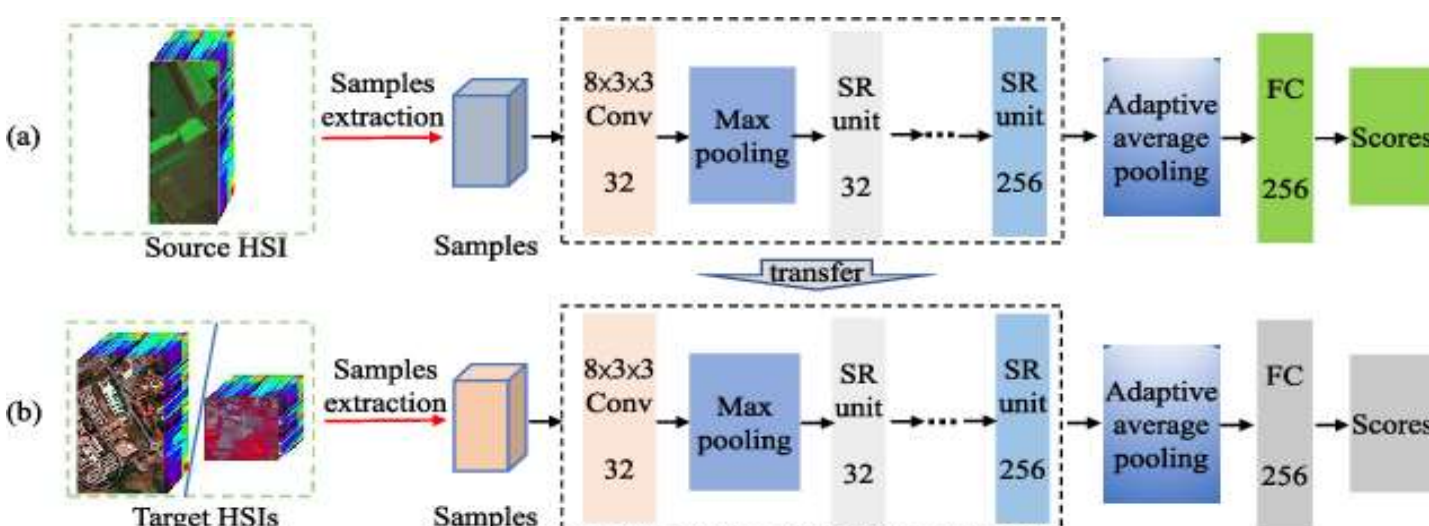 (a)
Source HSI
Samples
extraction
Samples
8x3x3
Conv
32
Max
pooling
SR
unit
32
SR
unit
256
Adaptive
average
pooling
FC
256
Scores
transfer
(b)
Target HSIs
Samples
extraction
Samples
8x3x3
Conv
32
Max
pooling
SR
unit
32
SR
unit
256
Adaptive
average
pooling
FC
256
Scores